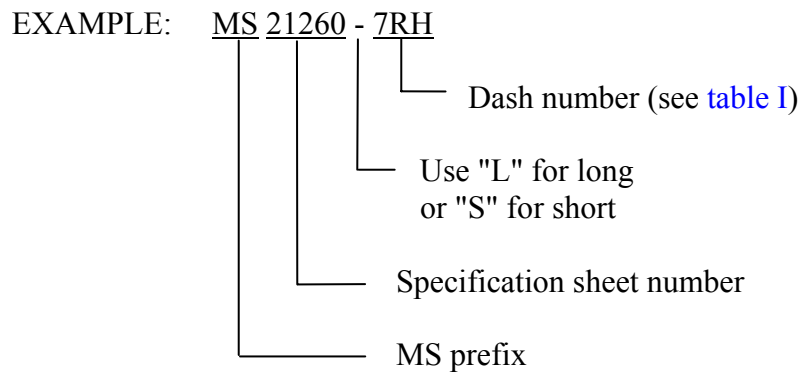 EXAMPLE: MS 21260 - 7RH
Dash number (see table I)
Use "L" for long
or "S" for short
Specification sheet number
MS prefix